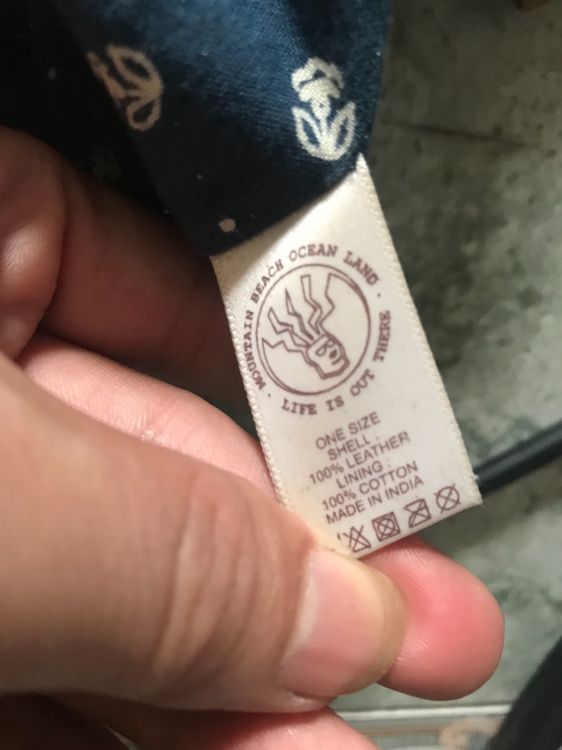 · MOUNTAIN BEACH OCEAN LAND ·
LIFE IS OUT THERE
ONE SIZE
SHELL :
100% LEATHER
LINING :
100% COTTON
MADE IN INDIA